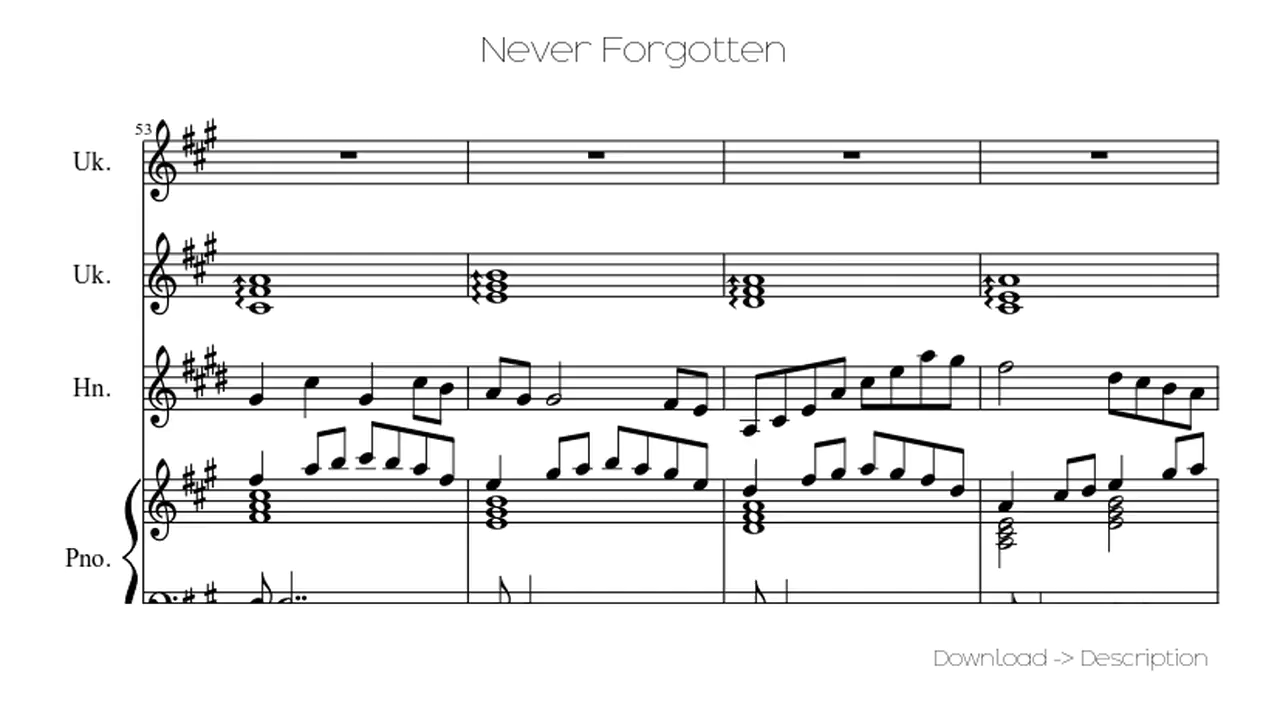 Never Forgotten
53
Uk.
Uk.
Hn.
Pno.
Download -> Description